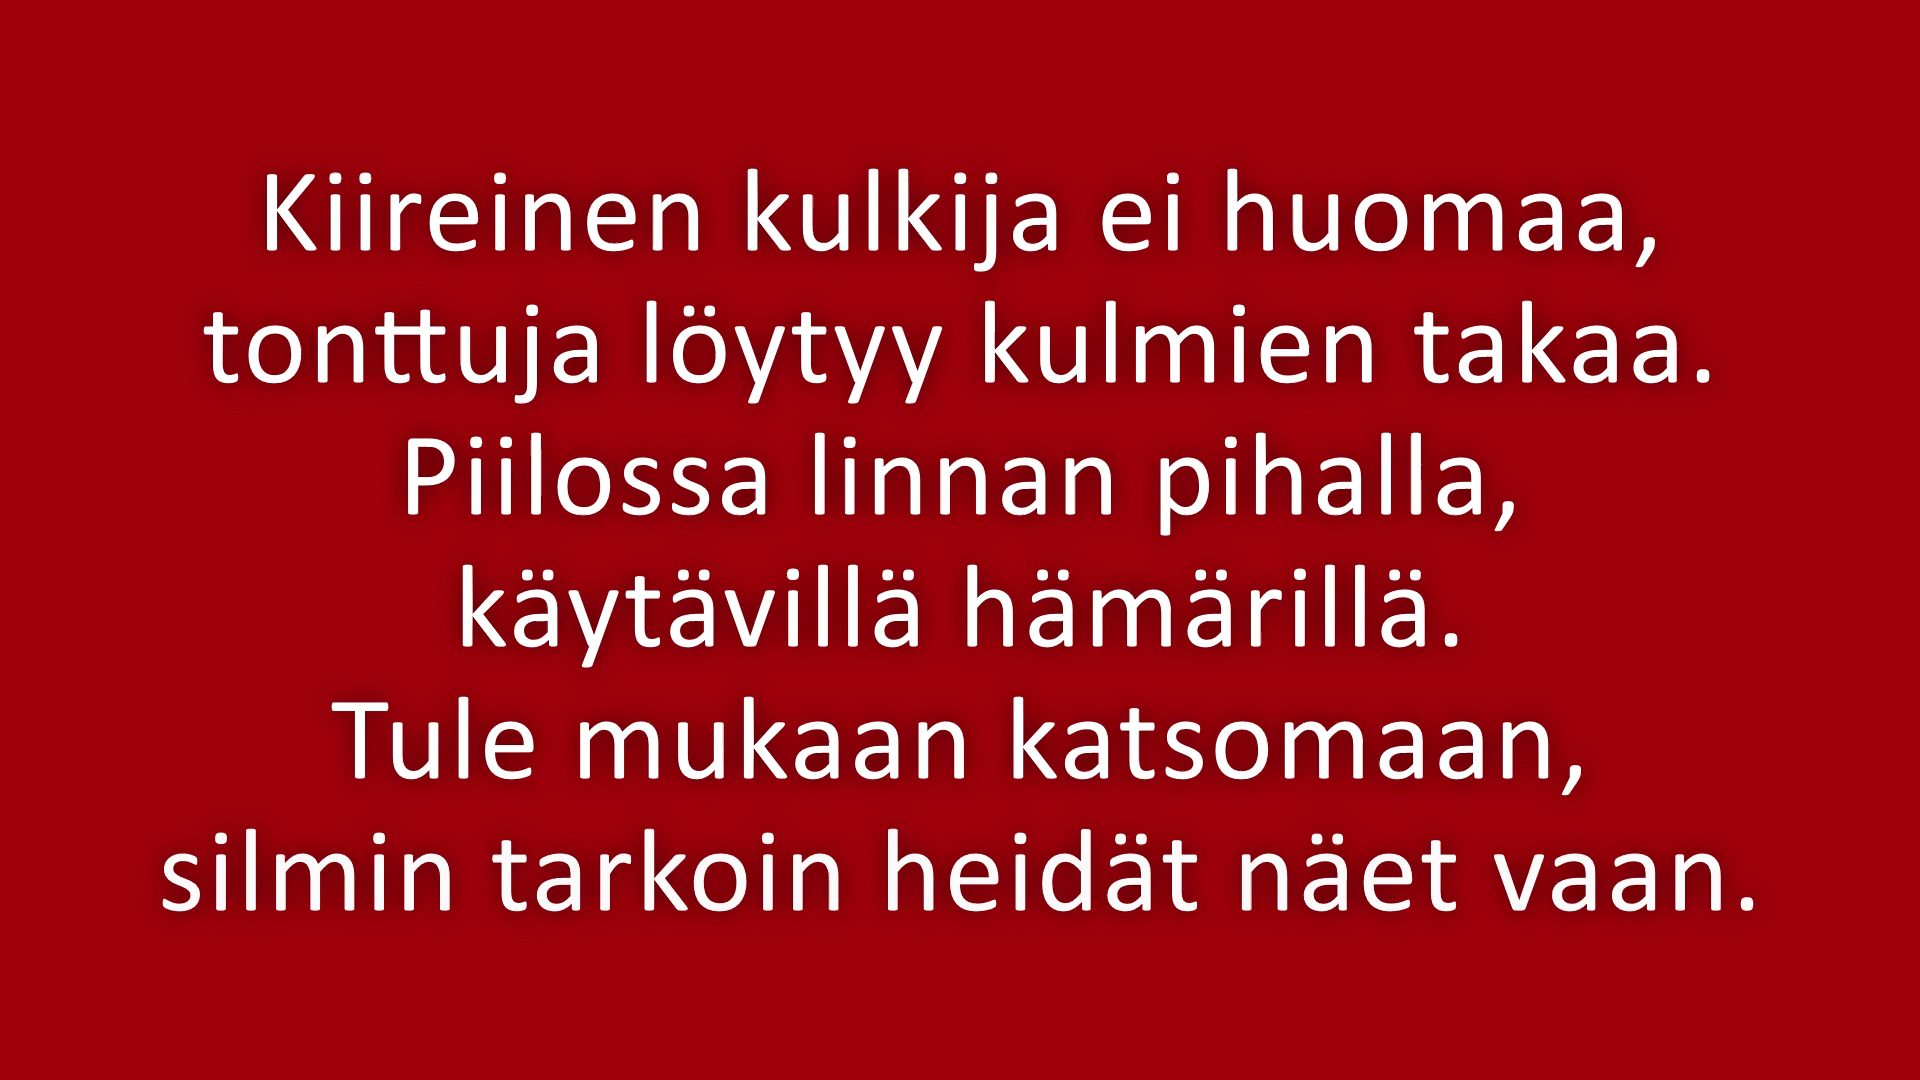 Kiireinen kulkija ei huomaa,
tonttuja löytyy kulmien takaa.
Piilossa linnan pihalla,
käytävillä hämärillä.
Tule mukaan katsomaan,
silmin tarkoin heidät näet vaan.